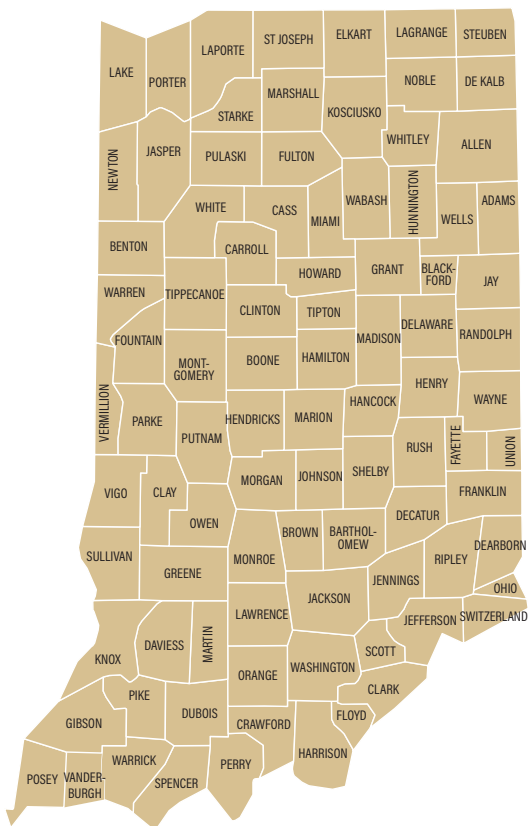 LAKE
PORTER
LAPORTE
ST JOSEPH
ELKART
LAGRANGE
STEUBEN
NOBLE
DE KALB
MARSHALL
STARKE
KOSCIUSKO
WHITLEY
ALLEN
NEWTON
JASPER
PULASKI
FULTON
WHITE
CASS
MIAMI
WABASH
HUNNINGTON
WELLS
ADAMS
BENTON
CARROLL
HOWARD
GRANT
BLACK-
FORD
JAY
WARREN
TIPPECANOE
CLINTON
TIPTON
MADISON
DELAWARE
RANDOLPH
FOUNTAIN
MONT-
GOMERY
BOONE
HAMILTON
HENRY
WAYNE
VERMILLION
PARKE
PUTNAM
HENDRICKS
MARION
HANCOCK
RUSH
FAYETTE
UNION
VIGO
CLAY
MORGAN
JOHNSON
SHELBY
FRANKLIN
OWEN
DECATUR
SULLIVAN
GREENE
MONROE
BROWN
BARTHOL-
OMEW
JENNINGS
RIPLEY
DEARBORN
OHIO
KNOX
DAVIESS
MARTIN
LAWRENCE
JACKSON
JEFFERSON
SWITZERLAND
SCOTT
ORANGE
WASHINGTON
CLARK
GIBSON
PIKE
DUBOIS
CRAWFORD
FLOYD
HARRISON
POSEY
VANDER-
BURGH
WARRICK
SPENCER
PERRY